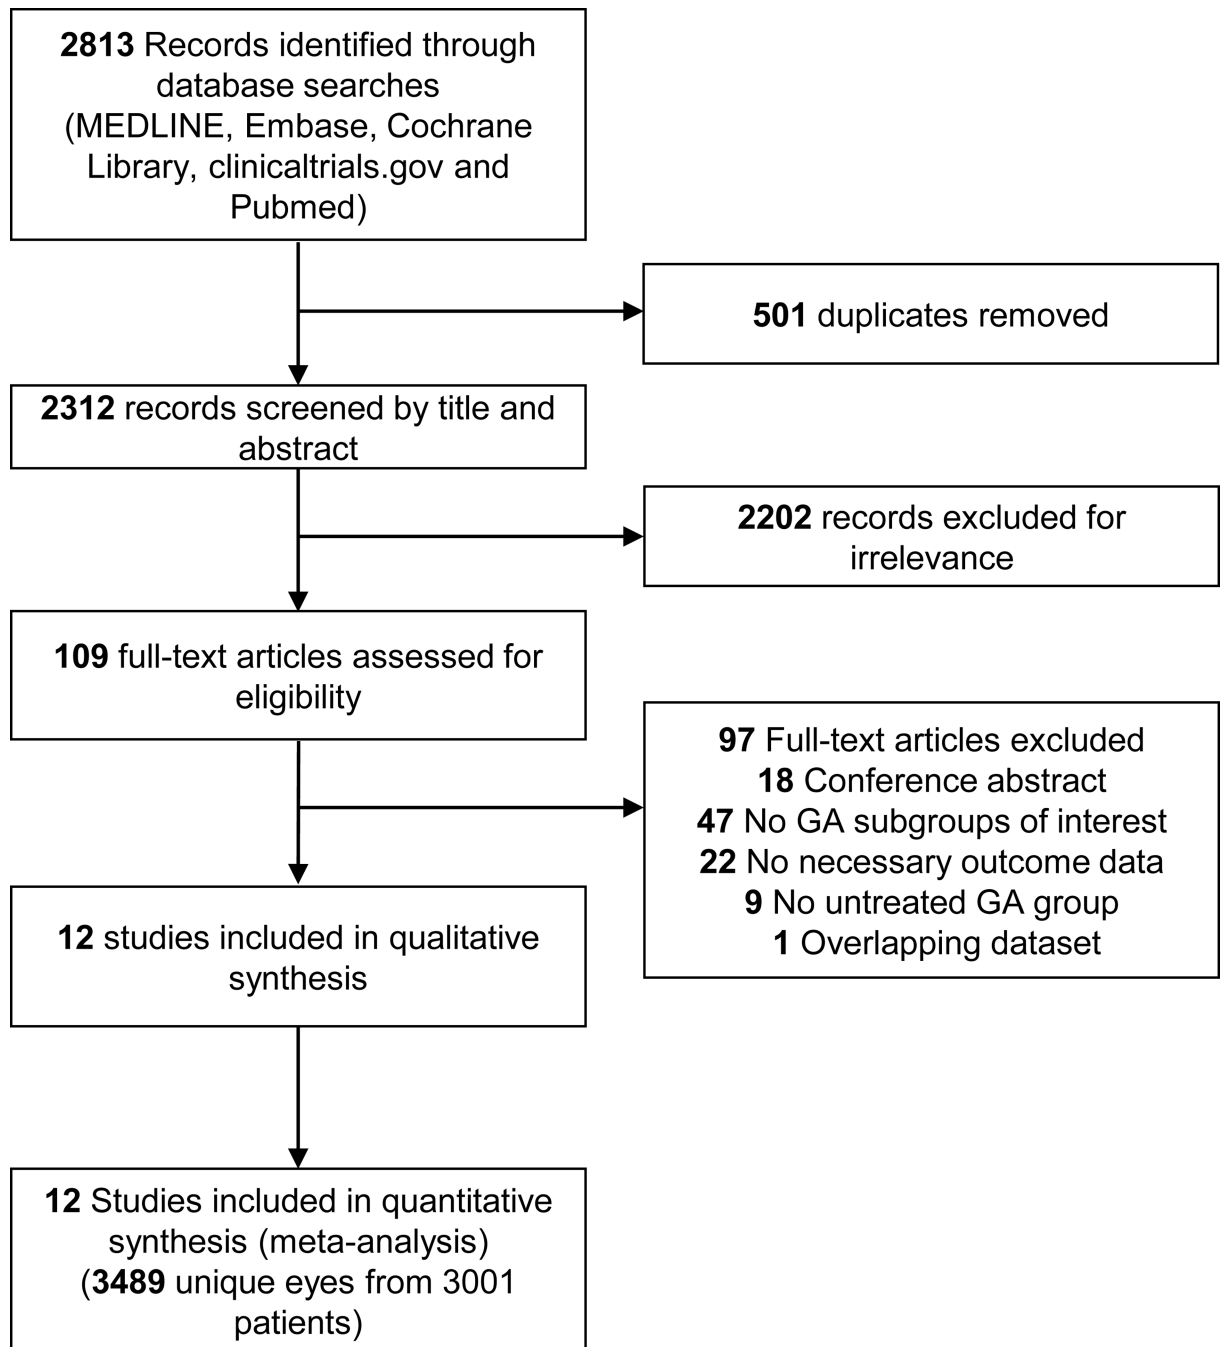 2813 Records identified through
database searches
(MEDLINE, Embase, Cochrane
Library, clinicaltrials.gov and
Pubmed)
501 duplicates removed
2312 records screened by title and
abstract
2202 records excluded for
irrelevance
109 full-text articles assessed for
eligibility
97 Full-text articles excluded
18 Conference abstract
47 No GA subgroups of interest
22 No necessary outcome data
9 No untreated GA group
1 Overlapping dataset
12 studies included in qualitative
synthesis
12 Studies included in quantitative
synthesis (meta-analysis)
(3489 unique eyes from 3001
patients)